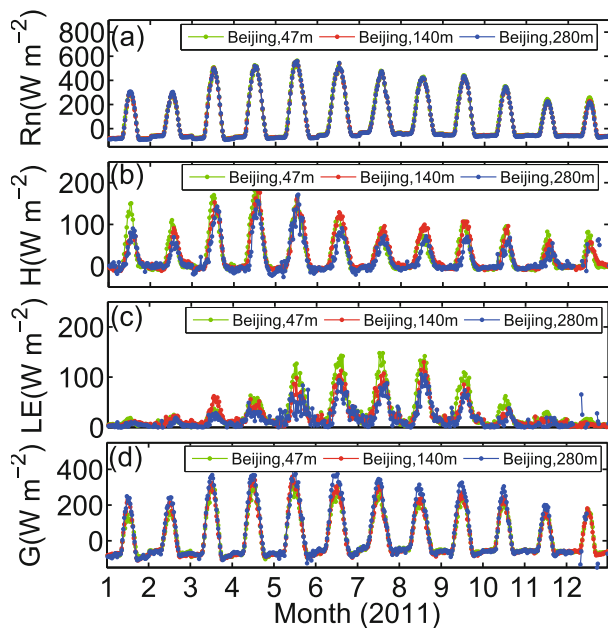 800
(a)
Beijing,47m
Beijing,140m
Beijing,280m
600
400
200
0
Rn(W m−2)
200
(b)
Beijing,47m
Beijing,140m
Beijing,280m
100
0
H(W m−2)
(c)
Beijing,47m
Beijing,140m
Beijing,280m
200
100
0
LE(W m−2)
(d)
Beijing,47m
Beijing,140m
Beijing,280m
400
200
0
G(W m−2)
1 2 3 4 5 6 7 8 9 10 11 12
Month (2011)